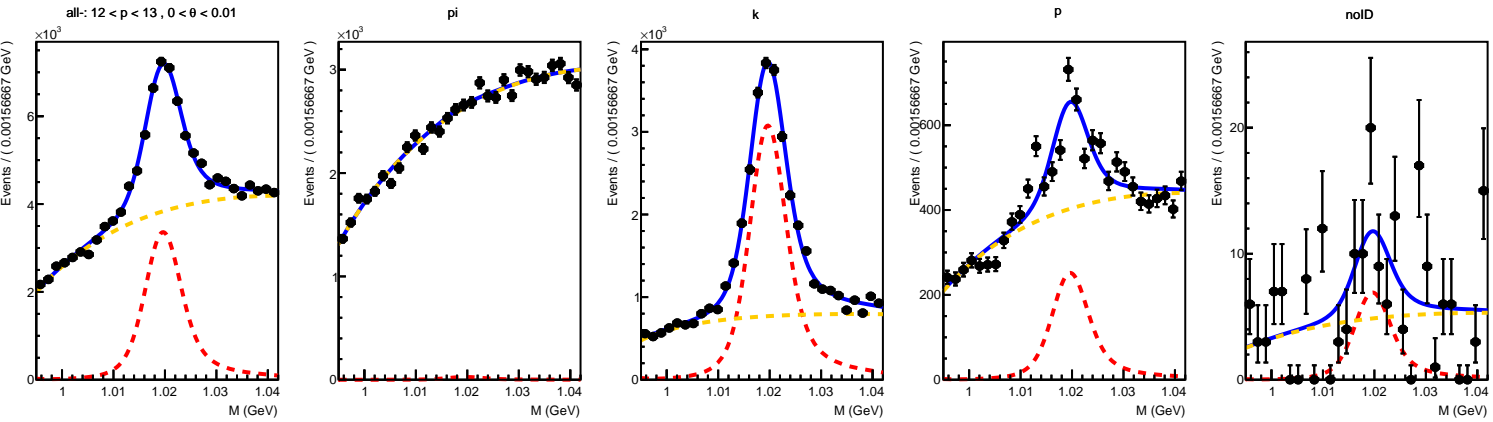 all-: 12 < p < 13 , 0 < θ < 0.01
×10³
Events / ( 0.00156667 GeV )
6
4
2
0
1 1.01 1.02 1.03 1.04
M (GeV)
pi
×10³
Events / ( 0.00156667 GeV )
3
2
1
0
1 1.01 1.02 1.03 1.04
M (GeV)
k
×10³
Events / ( 0.00156667 GeV )
4
3
2
1
0
1 1.01 1.02 1.03 1.04
M (GeV)
p
Events / ( 0.00156667 GeV )
600
400
200
0
1 1.01 1.02 1.03 1.04
M (GeV)
noID
Events / ( 0.00156667 GeV )
20
10
0
1 1.01 1.02 1.03 1.04
M (GeV)